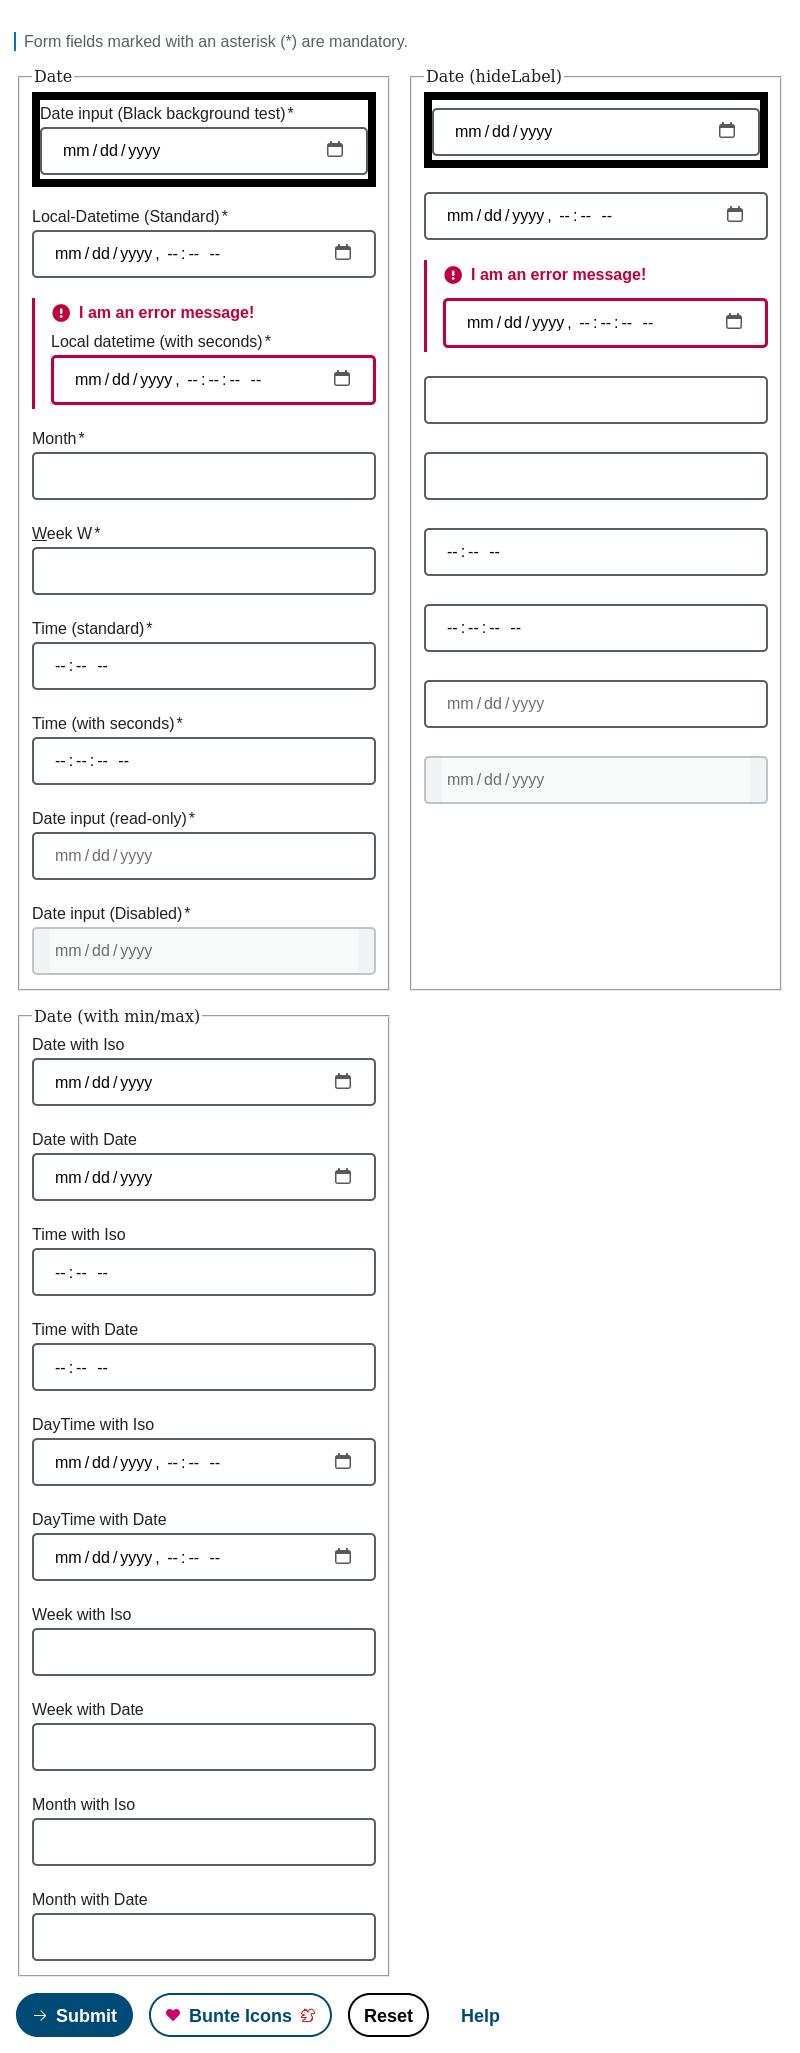 Form fields marked with an asterisk (*) are mandatory.
Date
Date input (Black background test)*
mm/dd/yyyy
Local-Datetime (Standard)*
mm/dd/yyyy, --:-- --
I am an error message!
Local datetime (with seconds)*
mm/dd/yyyy, --:--:-- --
Month*
Week W*
Time (standard)*
--:-- --
Time (with seconds)*
--:--:-- --
Date input (read-only)*
mm/dd/yyyy
Date input (Disabled)*
mm/dd/yyyy
Date (hideLabel)
mm/dd/yyyy
mm/dd/yyyy, --:-- --
I am an error message!
mm/dd/yyyy, --:--:-- --
--:-- --
--:--:-- --
mm/dd/yyyy
mm/dd/yyyy
Date (with min/max)
Date with Iso
mm/dd/yyyy
Date with Date
mm/dd/yyyy
Time with Iso
--:-- --
Time with Date
--:-- --
DayTime with Iso
mm/dd/yyyy, --:-- --
DayTime with Date
mm/dd/yyyy, --:-- --
Week with Iso
Week with Date
Month with Iso
Month with Date
Submit
Bunte Icons
Reset
Help